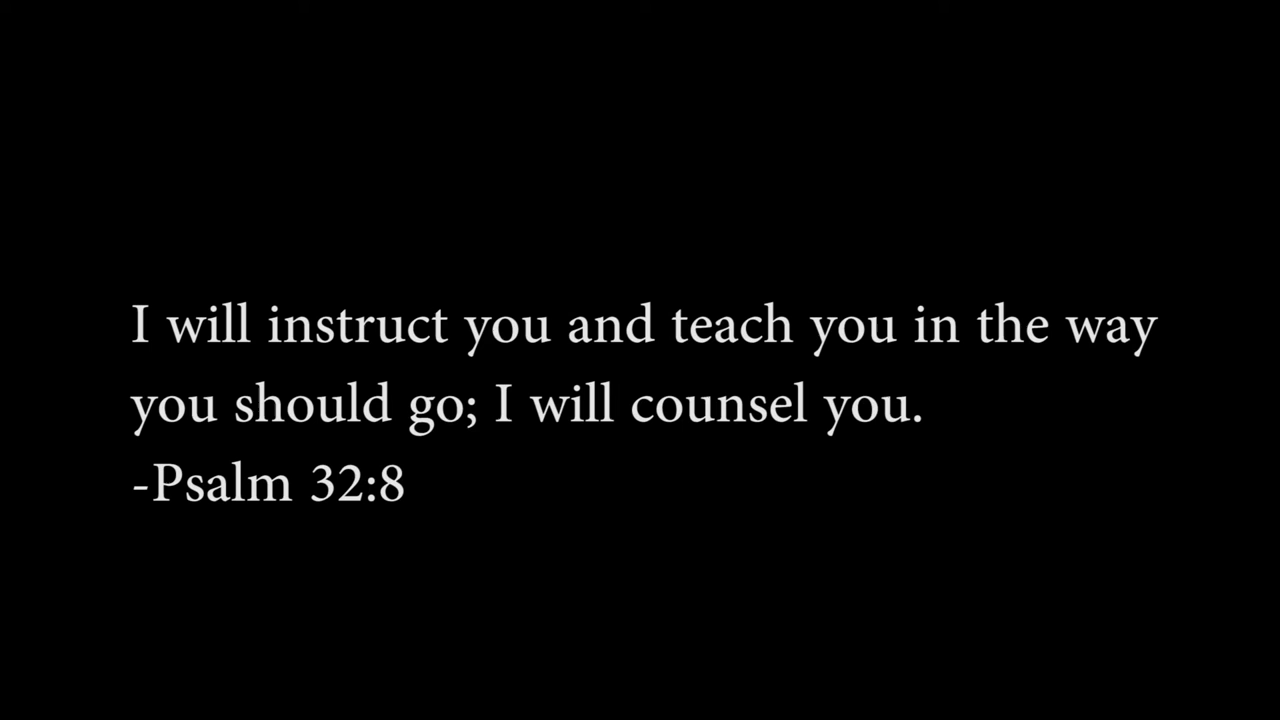 I will instruct you and teach you in the way
you should go; I will counsel you.
-Psalm 32:8